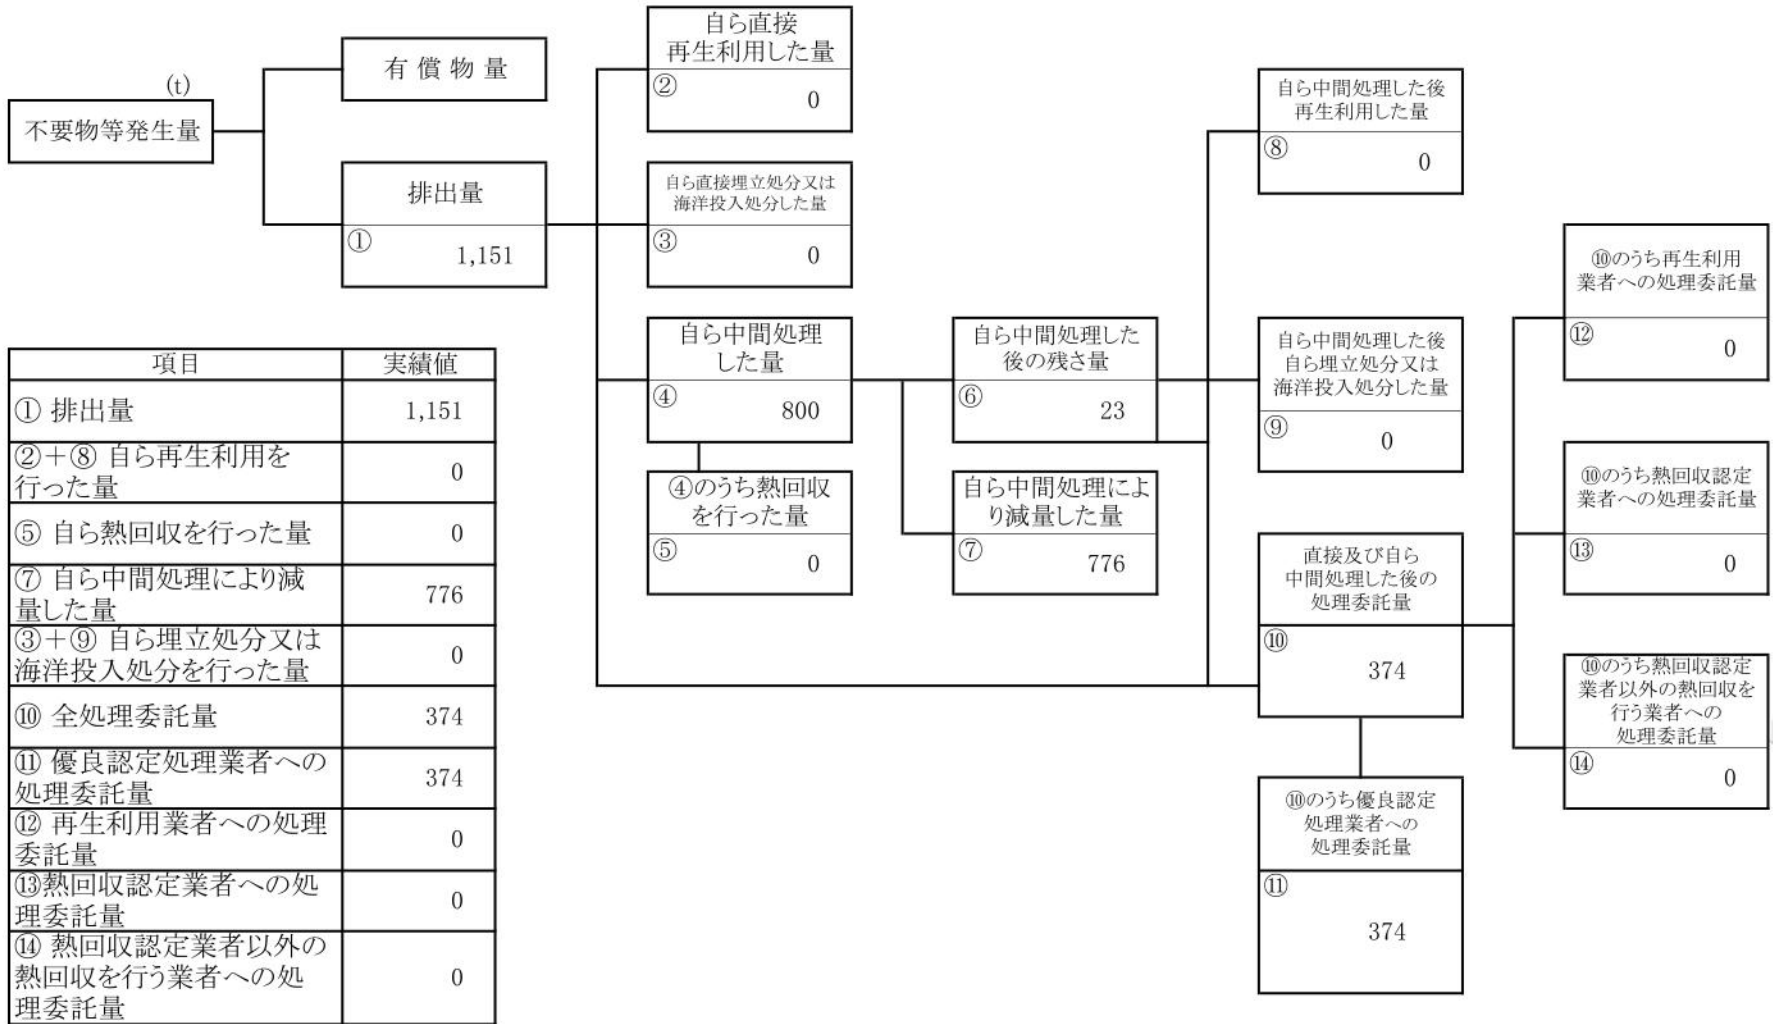 (t)
不要物等発生量
有 償 物 量
排出量
①
1,151
自ら直接
再生利用した量
②
0
自ら直接埋立処分又は
海洋投入処分した量
③
0
自ら中間処理
した量
④
800
④のうち熱回収
を行った量
⑤
0
自ら中間処理した
後の残さ量
⑥
23
自ら中間処理によ
り減量した量
⑦
776
自ら中間処理した後
再生利用した量
⑧
0
自ら中間処理した後
自ら埋立処分又は
海洋投入処分した量
⑨
0
直接及び自ら
中間処理した後の
処理委託量
⑩
374
⑩のうち優良認定
処理業者への
処理委託量
⑪
374
⑩のうち再生利用
業者への処理委託量
⑫
0
⑩のうち熱回収認定
業者への処理委託量
⑬
0
⑩のうち熱回収認定
業者以外の熱回収を
行う業者への
処理委託量
⑭
0
項目 実績値
① 排出量 1,151
②＋⑧ 自ら再生利用を
行った量 0
⑤ 自ら熱回収を行った量 0
⑦ 自ら中間処理により減
量した量 776
③＋⑨ 自ら埋立処分又は
海洋投入処分を行った量 0
⑩ 全処理委託量 374
⑪ 優良認定処理業者への
処理委託量 374
⑫ 再生利用業者への処理
委託量 0
⑬熱回収認定業者への処
理委託量 0
⑭ 熱回収認定業者以外の
熱回収を行う業者への処
理委託量 0